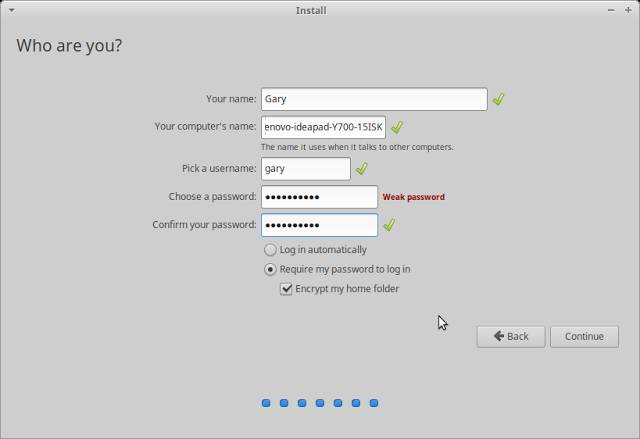 Install
Who are you?
Your name: Gary
Your computer's name: enovo-ideapad-Y700-15ISK
The name it uses when it talks to other computers.
Pick a username: gary
Choose a password: ●●●●●●●●●● Weak password
Confirm your password: ●●●●●●●●●●
Log in automatically
Require my password to log in
Encrypt my home folder
Back Continue